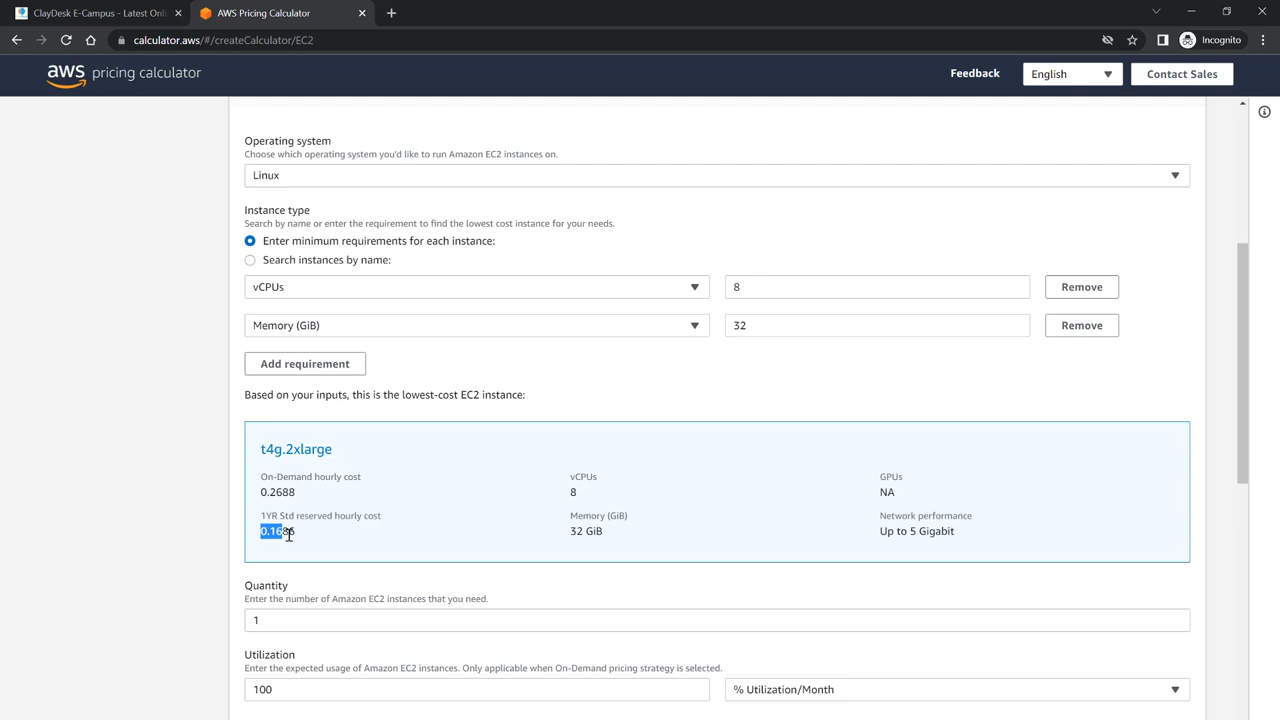 ClayDesk E-Campus - Latest Onli
AWS Pricing Calculator
calculator.aws/#/createCalculator/EC2
Incognito
aws pricing calculator
Feedback
English
Contact Sales
Operating system
Choose which operating system you'd like to run Amazon EC2 instances on.
Linux
Instance type
Search by name or enter the requirement to find the lowest cost instance for your needs.
Enter minimum requirements for each instance:
Search instances by name:
vCPUs
8
Remove
Memory (GiB)
32
Remove
Add requirement
Based on your inputs, this is the lowest-cost EC2 instance:
t4g.2xlarge
On-Demand hourly cost
vCPUs
GPUs
0.2688
8
NA
1YR Std reserved hourly cost
Memory (GiB)
Network performance
32 GiB
Up to 5 Gigabit
Quantity
Enter the number of Amazon EC2 instances that you need.
1
Utilization
Enter the expected usage of Amazon EC2 instances. Only applicable when On-Demand pricing strategy is selected.
100
% Utilization/Month